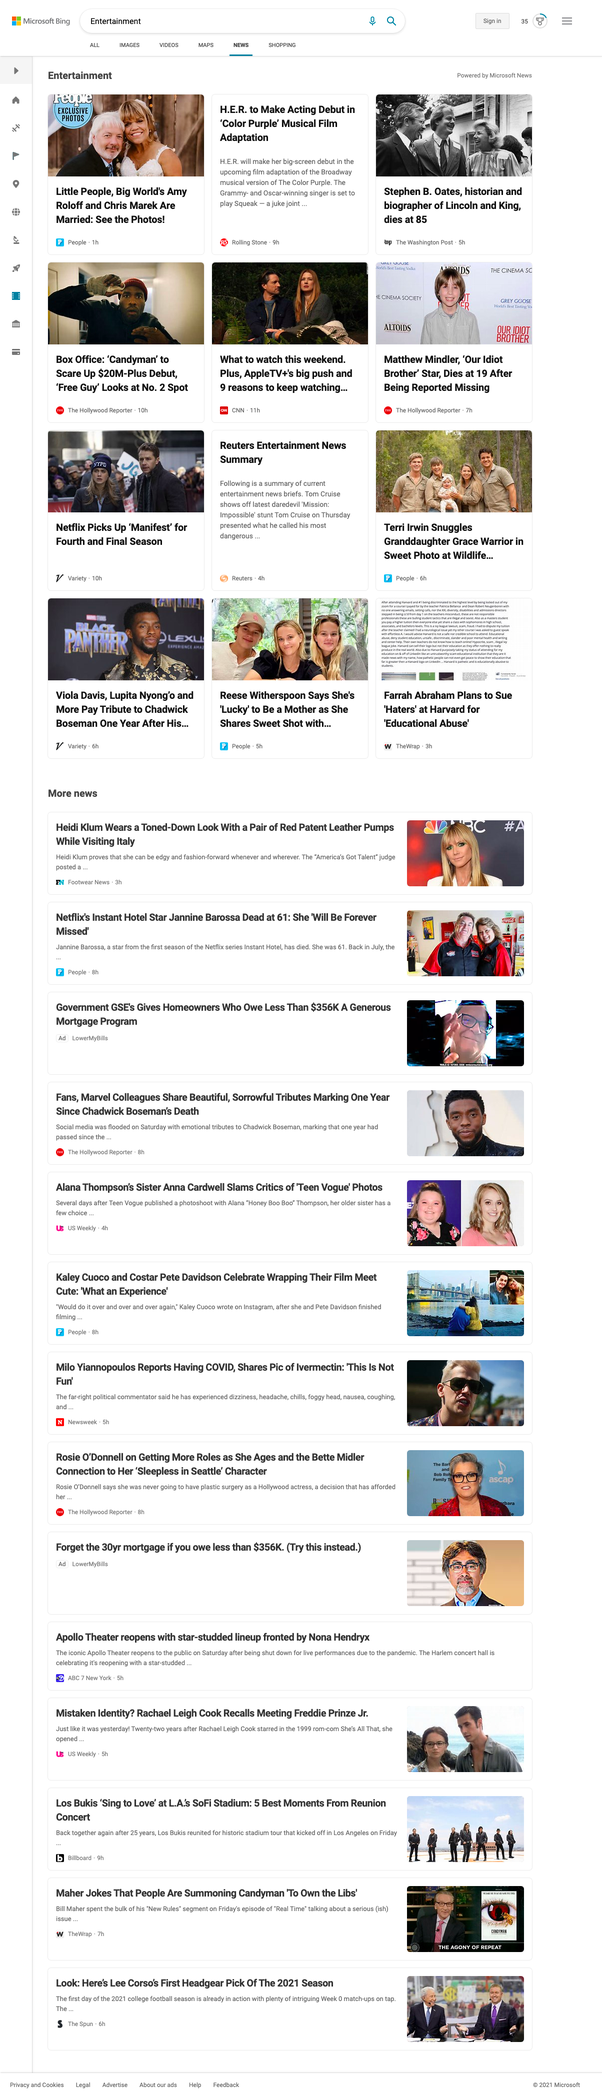 Microsoft Bing
Entertainment
Sign in
35
ALL
IMAGES
VIDEOS
MAPS
NEWS
SHOPPING
Entertainment
Powered by Microsoft News
People
EXCLUSIVE
PHOTOS
Little People, Big World's Amy
Roloff and Chris Marek Are
Married: See the Photos!
People · 1h
H.E.R. to Make Acting Debut in
‘Color Purple’ Musical Film
Adaptation
H.E.R. will make her big-screen debut in the
upcoming film adaptation of the Broadway
musical version of The Color Purple. The
Grammy- and Oscar-winning singer is set to
play Squeak — a juke joint ...
Rolling Stone · 9h
Stephen B. Oates, historian and
biographer of Lincoln and King,
dies at 85
The Washington Post · 5h
Box Office: ‘Candyman’ to
Scare Up $20M-Plus Debut,
‘Free Guy’ Looks at No. 2 Spot
The Hollywood Reporter · 10h
What to watch this weekend.
Plus, AppleTV+'s big push and
9 reasons to keep watching…
CNN · 11h
ALTOIDS
THE CINEMA SO
E CINEMA SOCIETY
GREY GOOSE
ALTOIDS
OUR IDIOT
BROTHER
Matthew Mindler, ‘Our Idiot
Brother’ Star, Dies at 19 After
Being Reported Missing
The Hollywood Reporter · 7h
NYPD
Netflix Picks Up ‘Manifest’ for
Fourth and Final Season
Variety · 10h
Reuters Entertainment News
Summary
Following is a summary of current
entertainment news briefs. Tom Cruise
shows off latest daredevil 'Mission:
Impossible' stunt Tom Cruise on Thursday
presented what he called his most
dangerous ...
Reuters · 4h
Terri Irwin Snuggles
Granddaughter Grace Warrior in
Sweet Photo at Wildlife…
People · 6h
BLACK
PANTHER
LEXUS
Viola Davis, Lupita Nyong’o and
More Pay Tribute to Chadwick
Boseman One Year After His…
Variety · 6h
Reese Witherspoon Says She's
'Lucky' to Be a Mother as She
Shares Sweet Shot with…
People · 5h
Farrah Abraham Plans to Sue
'Haters' at Harvard for
'Educational Abuse'
TheWrap · 3h
More news
Heidi Klum Wears a Toned-Down Look With a Pair of Red Patent Leather Pumps
While Visiting Italy
Heidi Klum proves that she can be edgy and fashion-forward whenever and wherever. The “America's Got Talent” judge
posted a ...
Footwear News · 3h
NBC
#A
Netflix's Instant Hotel Star Jannine Barossa Dead at 61: She 'Will Be Forever
Missed'
Jannine Barossa, a star from the first season of the Netflix series Instant Hotel, has died. She was 61. Back in July, the
...
People · 8h
Government GSE's Gives Homeowners Who Owe Less Than $356K A Generous
Mortgage Program
Ad LowerMyBills
Fans, Marvel Colleagues Share Beautiful, Sorrowful Tributes Marking One Year
Since Chadwick Boseman’s Death
Social media was flooded on Saturday with emotional tributes to Chadwick Boseman, marking that one year had
passed since the ...
The Hollywood Reporter · 8h
Alana Thompson’s Sister Anna Cardwell Slams Critics of ‘Teen Vogue’ Photos
Several days after Teen Vogue published a photoshoot with Alana “Honey Boo Boo” Thompson, her older sister has a
few choice ...
US Weekly · 4h
Kaley Cuoco and Costar Pete Davidson Celebrate Wrapping Their Film Meet
Cute: 'What an Experience'
"Would do it over and over and over again," Kaley Cuoco wrote on Instagram, after she and Pete Davidson finished
filming ...
People · 8h
Milo Yiannopoulos Reports Having COVID, Shares Pic of Ivermectin: 'This Is Not
Fun'
The far-right political commentator said he has experienced dizziness, headache, chills, foggy head, nausea, coughing,
and ...
Newsweek · 5h
Rosie O’Donnell on Getting More Roles as She Ages and the Bette Midler
Connection to Her ‘Sleepless in Seattle’ Character
Rosie O'Donnell says she was never going to have plastic surgery as a Hollywood actress, a decision that has afforded
her ...
The Hollywood Reporter · 8h
ascap
Forget the 30yr mortgage if you owe less than $356K. (Try this instead.)
Ad LowerMyBills
Apollo Theater reopens with star-studded lineup fronted by Nona Hendryx
The iconic Apollo Theater reopens to the public on Saturday after being shut down for live performances due to the pandemic. The Harlem concert hall is
celebrating it's reopening with a star-studded ...
ABC 7 New York · 5h
Mistaken Identity? Rachael Leigh Cook Recalls Meeting Freddie Prinze Jr.
Just like it was yesterday! Twenty-two years after Rachael Leigh Cook starred in the 1999 rom-com She's All That, she
opened ...
US Weekly · 5h
Los Bukis ‘Sing to Love’ at L.A.’s SoFi Stadium: 5 Best Moments From Reunion
Concert
Back together again after 25 years, Los Bukis reunited for historic stadium tour that kicked off in Los Angeles on Friday
...
Billboard · 9h
Maher Jokes That People Are Summoning Candyman 'To Own the Libs'
Bill Maher spent the bulk of his "New Rules" segment on Friday's episode of "Real Time" talking about a serious (ish)
issue ...
TheWrap · 7h
CANDYMAN
THE AGONY OF REPEAT
Look: Here’s Lee Corso’s First Headgear Pick Of The 2021 Season
The first day of the 2021 college football season is already in action with plenty of intriguing Week 0 match-ups on tap.
The ...
The Spun · 6h
Privacy and Cookies
Legal
Advertise
About our ads
Help
Feedback
© 2021 Microsoft